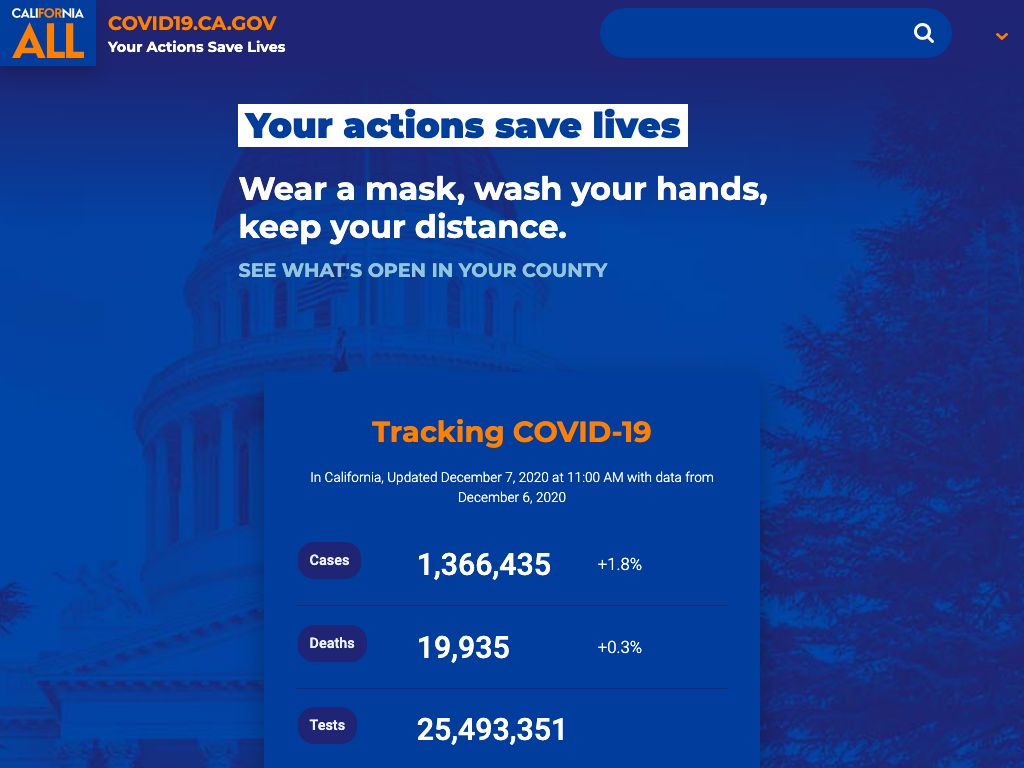 CALIFORNIA
ALL
COVID19.CA.GOV
Your Actions Save Lives
Your actions save lives
Wear a mask, wash your hands,
keep your distance.
SEE WHAT'S OPEN IN YOUR COUNTY
Tracking COVID-19
In California, Updated December 7, 2020 at 11:00 AM with data from
December 6, 2020
Cases 1,366,435 +1.8%
Deaths 19,935 +0.3%
Tests 25,493,351